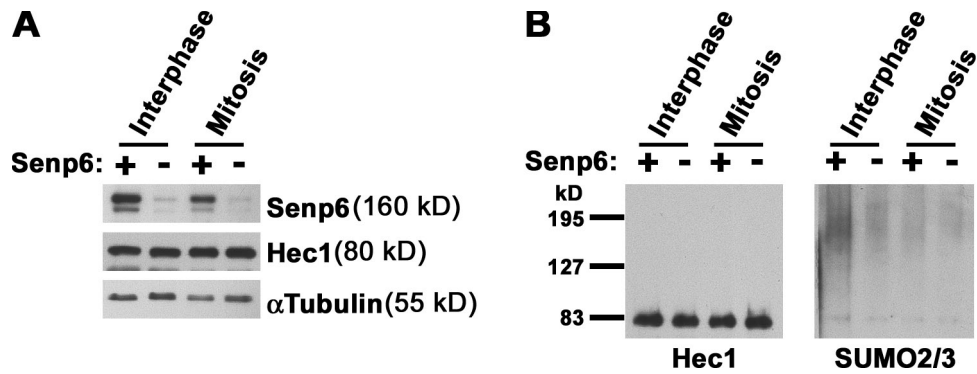 A
Interphase
Mitosis
Senp6: + - + -
Senp6 (160 kD)
Hec1 (80 kD)
αTubulin (55 kD)
B
Interphase
Mitosis
Interphase
Mitosis
Senp6: + - + - + - + -
kD
195
127
83
Hec1
SUMO2/3